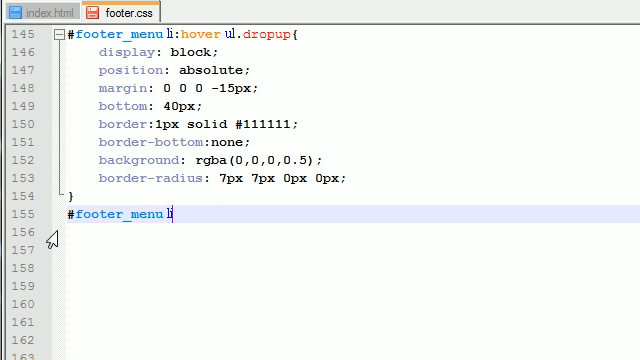 index.html footer.css
145 #footer_menu li:hover ul.dropup{
146 display: block;
147 position: absolute;
148 margin: 0 0 0 -15px;
149 bottom: 40px;
150 border:1px solid #111111;
151 border-bottom:none;
152 background: rgba(0,0,0,0.5);
153 border-radius: 7px 7px 0px 0px;
154 }
155 #footer_menu li
156
157
158
159
160
161
162
163